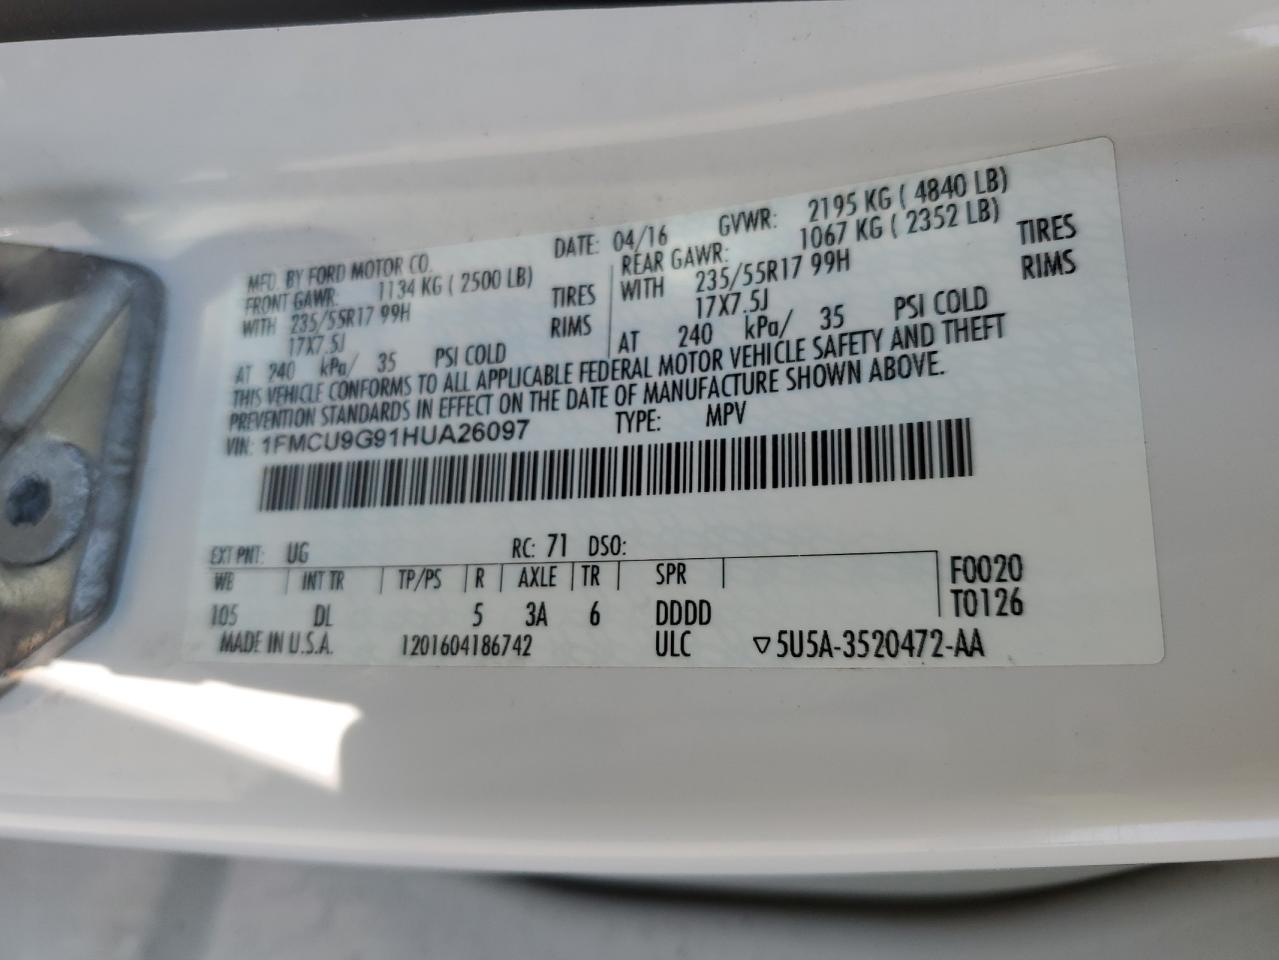 MFD. BY FORD MOTOR CO. DATE: 04/16 GVWR: 2195 KG ( 4840 LB)
FRONT GAWR: 1134 KG ( 2500 LB) REAR GAWR: 1067 KG ( 2352 LB)
WITH 235/55R17 99H TIRES WITH 235/55R17 99H TIRES
17X7.5J RIMS 17X7.5J RIMS
AT 240 kPa/ 35 PSI COLD AT 240 kPa/ 35 PSI COLD
THIS VEHICLE CONFORMS TO ALL APPLICABLE FEDERAL MOTOR VEHICLE SAFETY AND THEFT
PREVENTION STANDARDS IN EFFECT ON THE DATE OF MANUFACTURE SHOWN ABOVE.
VIN: 1FMCU9G91HUA26097 TYPE: MPV
EXT PNT: UG RC: 71 DSO:
WB INT TR TP/PS R AXLE TR SPR F0020
105 DL 5 3A 6 DDDD T0126
MADE IN U.S.A. 1201604186742 ULC ▽5U5A-3520472-AA